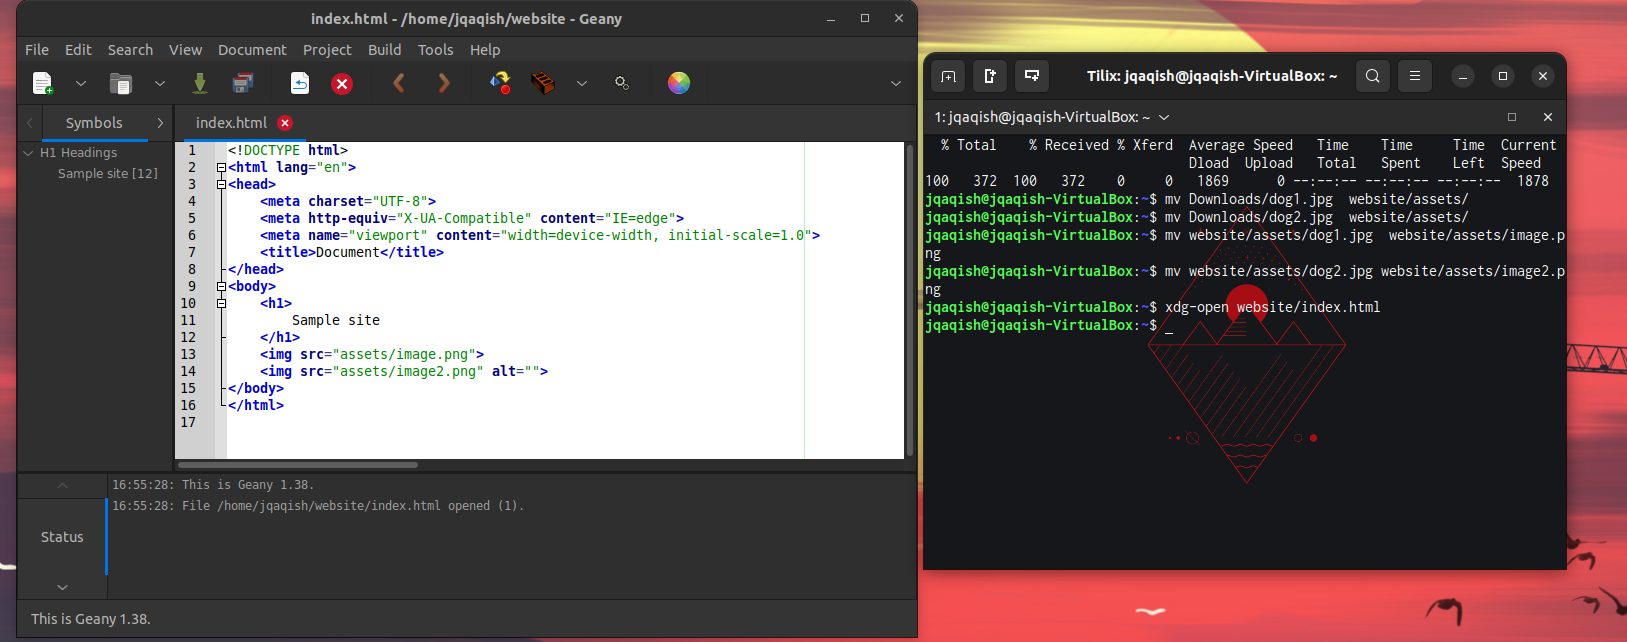 index.html - /home/jqaqish/website - Geany
File Edit Search View Document Project Build Tools Help
Symbols
H1 Headings
Sample site [12]
index.html
1 <!DOCTYPE html>
2 <html lang="en">
3 <head>
4 <meta charset="UTF-8">
5 <meta http-equiv="X-UA-Compatible" content="IE=edge">
6 <meta name="viewport" content="width=device-width, initial-scale=1.0">
7 <title>Document</title>
8 </head>
9 <body>
10 <h1>
11 Sample site
12 </h1>
13 <img src="assets/image.png">
14 <img src="assets/image2.png" alt="">
15 </body>
16 </html>
17
16:55:28: This is Geany 1.38.
16:55:28: File /home/jqaqish/website/index.html opened (1).
Status
This is Geany 1.38.
Tilix: jqaqish@jqaqish-VirtualBox: ~
1: jqaqish@jqaqish-VirtualBox: ~
% Total % Received % Xferd Average Speed Time Time Time Current
Dload Upload Total Spent Left Speed
100 372 100 372 0 0 1869 0 --:--:-- --:--:-- --:--:-- 1878
jqaqish@jqaqish-VirtualBox:~$ mv Downloads/dog1.jpg website/assets/
jqaqish@jqaqish-VirtualBox:~$ mv Downloads/dog2.jpg website/assets/
jqaqish@jqaqish-VirtualBox:~$ mv website/assets/dog1.jpg website/assets/image.p
ng
jqaqish@jqaqish-VirtualBox:~$ mv website/assets/dog2.jpg website/assets/image2.p
ng
jqaqish@jqaqish-VirtualBox:~$ xdg-open website/index.html
jqaqish@jqaqish-VirtualBox:~$ _